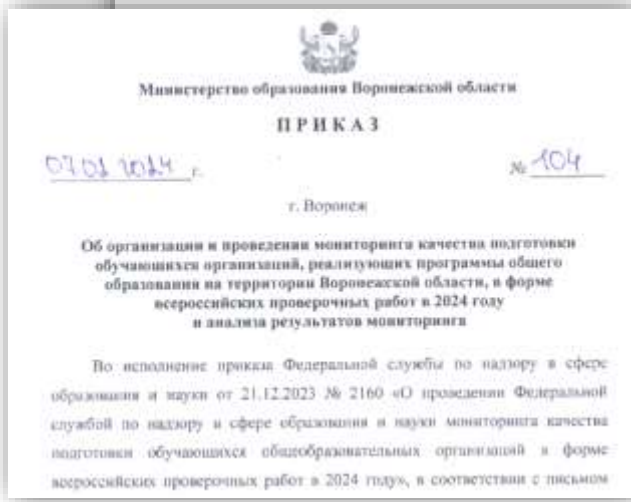 Министерство образования Воронежской области
ПРИКАЗ
07.02 2024 г.
№ 104
г. Воронеж
Об организации и проведении мониторинга качества подготовки
обучающихся организаций, реализующих программы общего
образования на территории Воронежской области, в форме
всероссийских проверочных работ в 2024 году
и анализа результатов мониторинга
Во исполнение приказа Федеральной службы по надзору в сфере
образования и науки от 21.12.2023 № 2160 «О проведении Федеральной
службой по надзору в сфере образования и науки мониторинга качества
подготовки обучающихся общеобразовательных организаций в форме
всероссийских проверочных работ в 2024 году», в соответствии с письмом